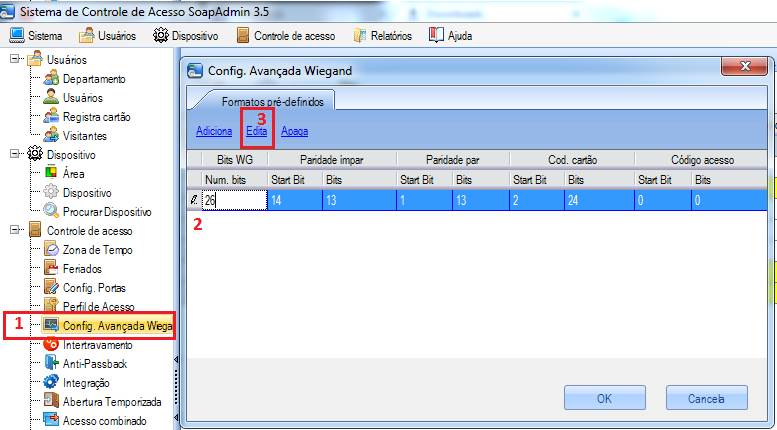 Sistema de Controle de Acesso SoapAdmin 3.5
Sistema Usuários Dispositivo Controle de acesso Relatórios Ajuda
Usuários
Departamento
Usuários
Registra cartão
Visitantes
Dispositivo
Área
Dispositivo
Procurar Dispositivo
Controle de acesso
Zona de Tempo
Feriados
Config. Portas
Perfil de Acesso
1 Config. Avançada Wiega
Intertravamento
Anti-Passback
Integração
Abertura Temporizada
Acesso combinado
Config. Avançada Wiegand
Formatos pré-definidos
3
Adiciona Edita Apaga
Bits WG Paridade impar Paridade par Cod. cartão Código acesso
Num. bits Start Bit Bits Start Bit Bits Start Bit Bits Start Bit Bits
26 14 13 1 13 2 24 0 0
2
OK Cancela